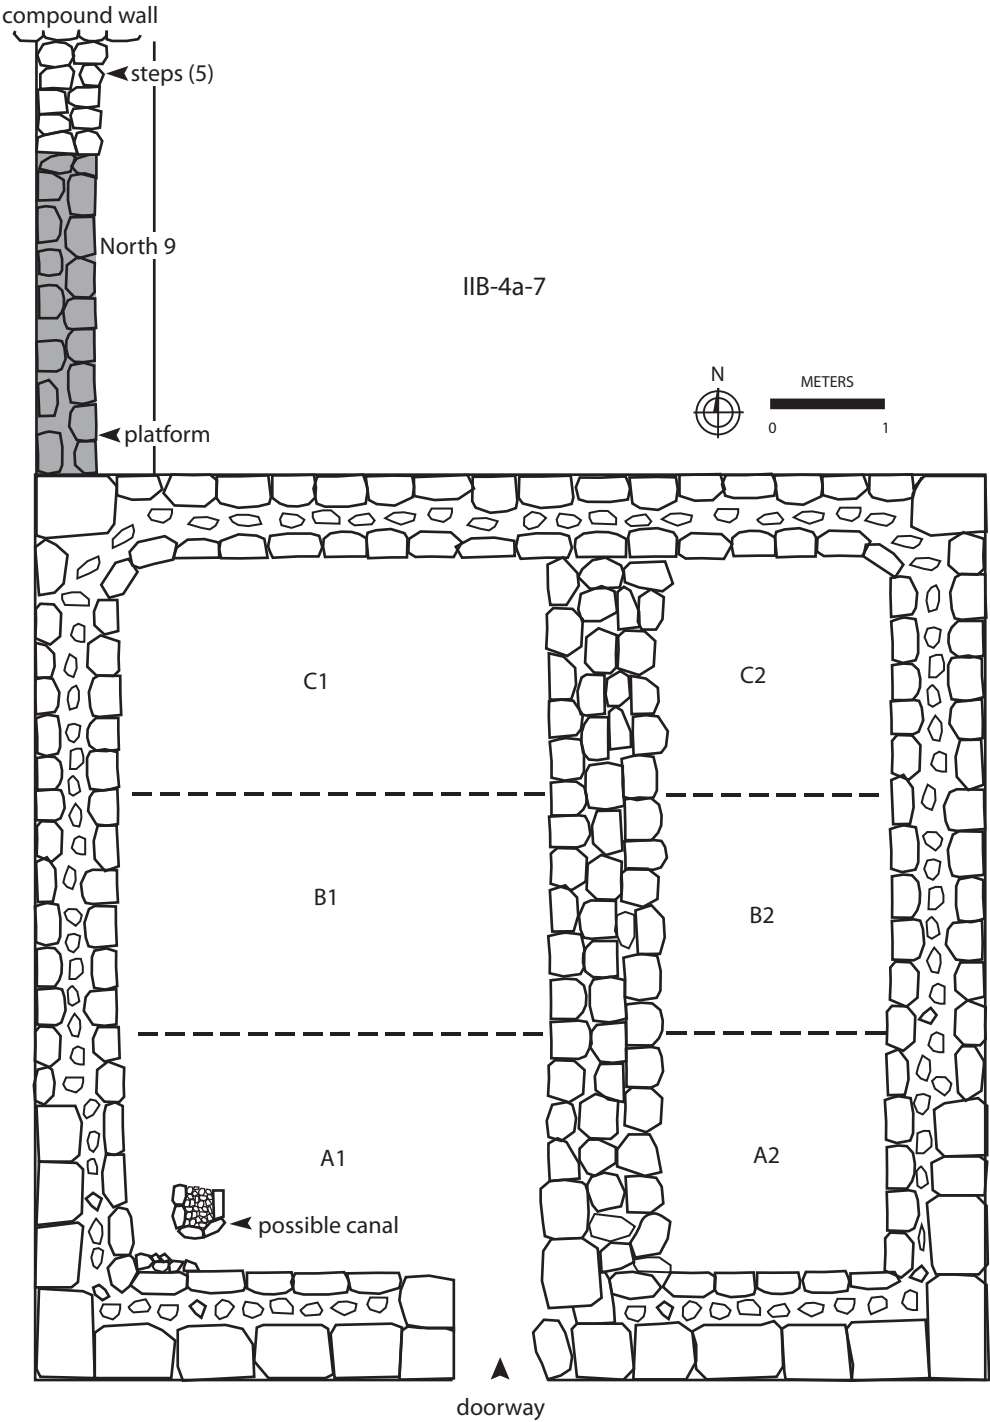 compound wall
steps (5)
North 9
IIB-4a-7
N
METERS
0 1
platform
C1
C2
B1
B2
A1
A2
possible canal
doorway